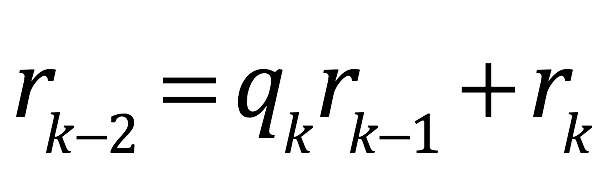 r_{k−2} = q_k r_{k−1} + r_k